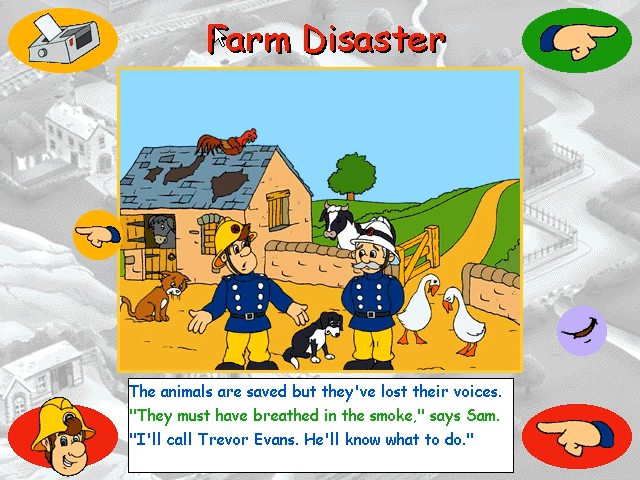 Farm Disaster
The animals are saved but they've lost their voices.
"They must have breathed in the smoke," says Sam.
"I'll call Trevor Evans. He'll know what to do."